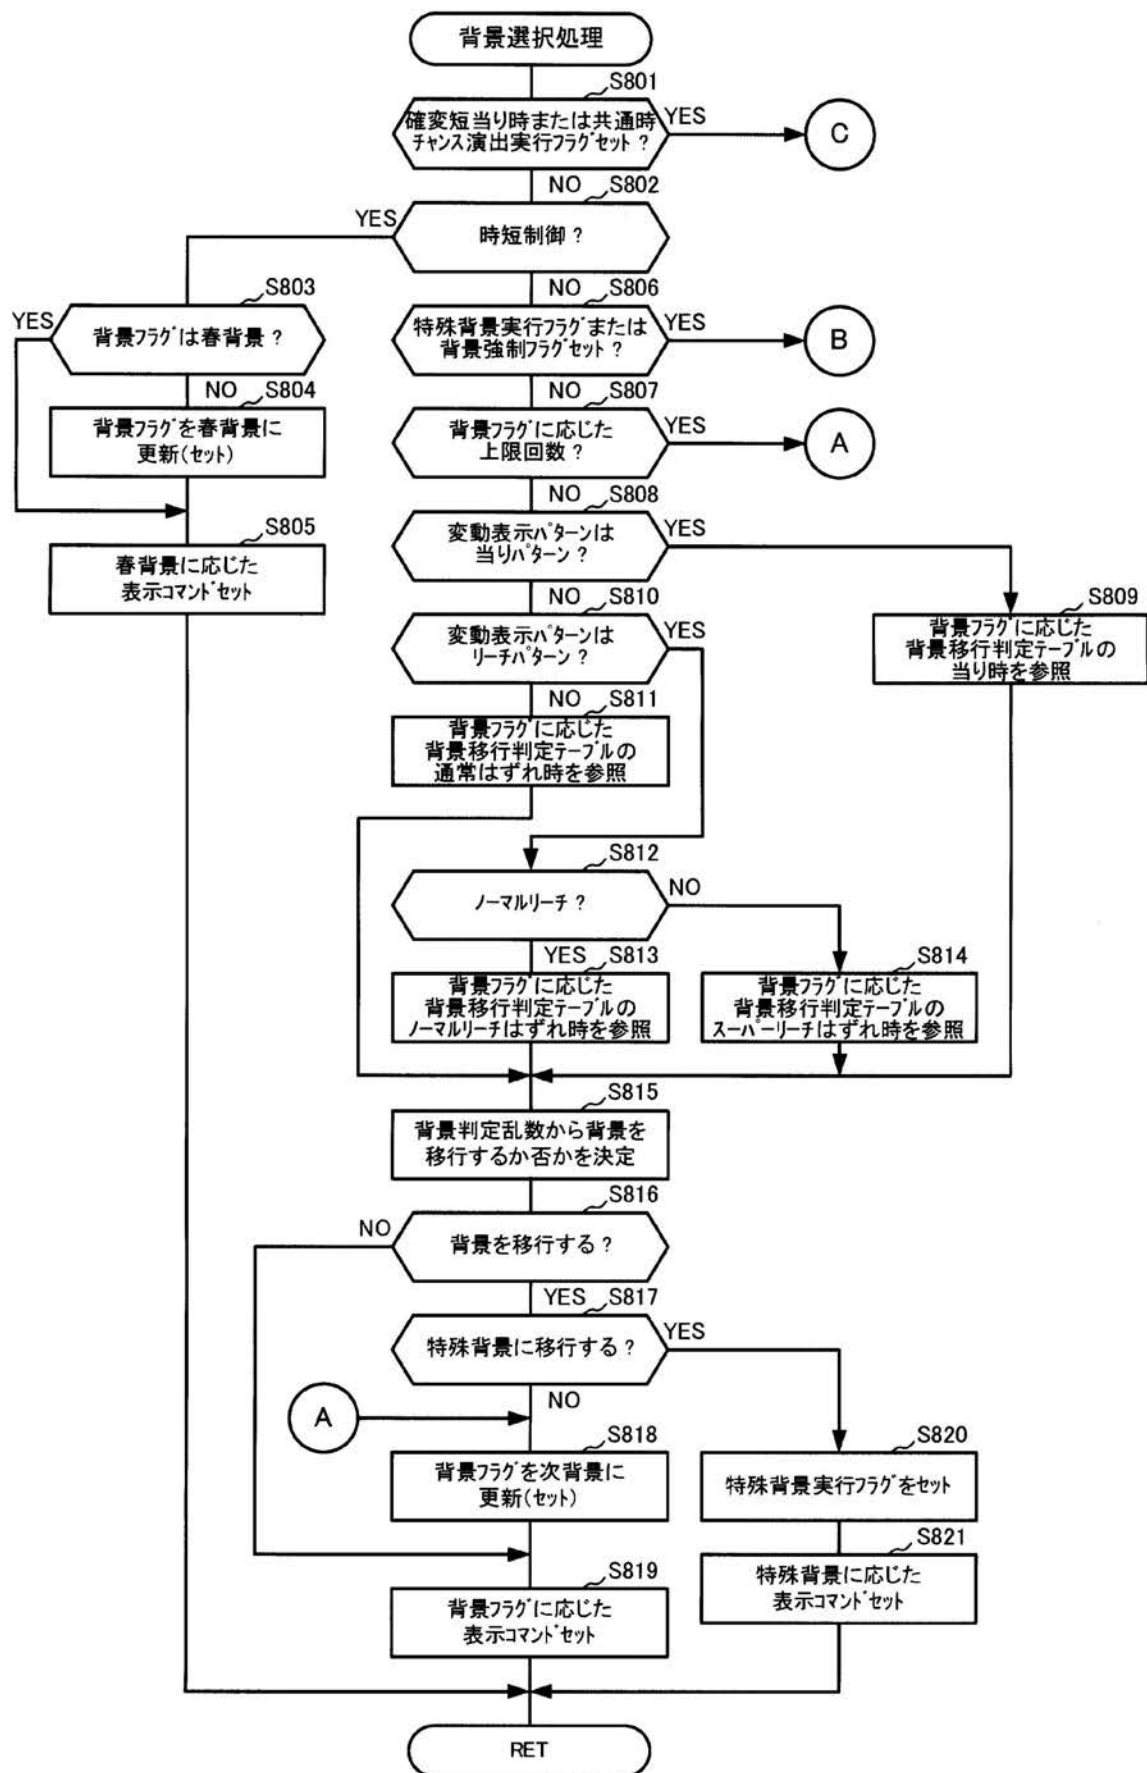 背景選択処理
S801
確変短当り時または共通時
チャンス演出実行フラグセット？
YES
C
NO
S802
YES
時短制御？
NO
S806
S803
YES
背景フラグは春背景？
特殊背景実行フラグまたは
背景強制フラグセット？
YES
B
NO
S804
背景フラグを春背景に
更新(セット)
NO
S807
背景フラグに応じた
上限回数？
YES
A
NO
S808
S805
春背景に応じた
表示コマンドセット
変動表示パターンは
当りパターン？
YES
NO
S810
S809
背景フラグに応じた
背景移行判定テーブルの
当り時を参照
変動表示パターンは
リーチパターン？
YES
NO
S811
背景フラグに応じた
背景移行判定テーブルの
通常はずれ時を参照
S812
ノーマルリーチ？
NO
YES
S813
S814
背景フラグに応じた
背景移行判定テーブルの
ノーマルリーチはずれ時を参照
背景フラグに応じた
背景移行判定テーブルの
スーパーリーチはずれ時を参照
S815
背景判定乱数から背景を
移行するか否かを決定
S816
NO
背景を移行する？
YES
S817
特殊背景に移行する？
YES
NO
A
S818
背景フラグを次背景に
更新(セット)
S820
特殊背景実行フラグをセット
S819
背景フラグに応じた
表示コマンドセット
S821
特殊背景に応じた
表示コマンドセット
RET